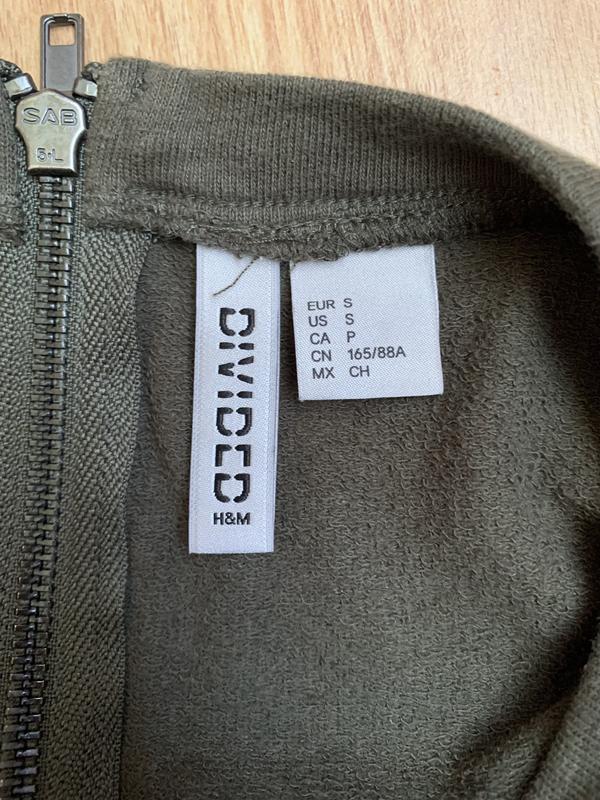 SAB
5-L
DIVIDED
H&M
EUR S
US S
CA P
CN 165/88A
MX CH